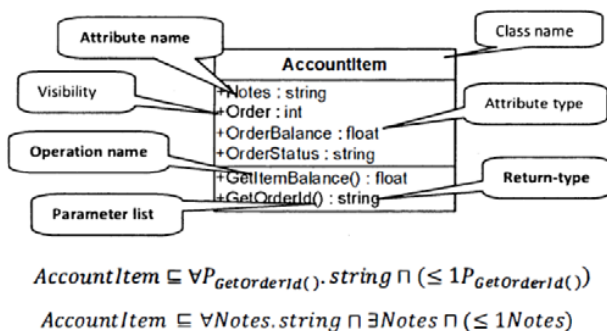 Attribute name
Class name
AccountItem
Visibility
+Notes : string
+Order : int
Attribute type
+OrderBalance : float
+OrderStatus : string
Operation name
+GetItemBalance() : float
Return-type
+GetOrderId() : string
Parameter list
AccountItem ⊑ ∀P_GetOrderId().string ⊓ (≤ 1P_GetOrderId())
AccountItem ⊑ ∀Notes.string ⊓ ∃Notes ⊓ (≤ 1Notes)